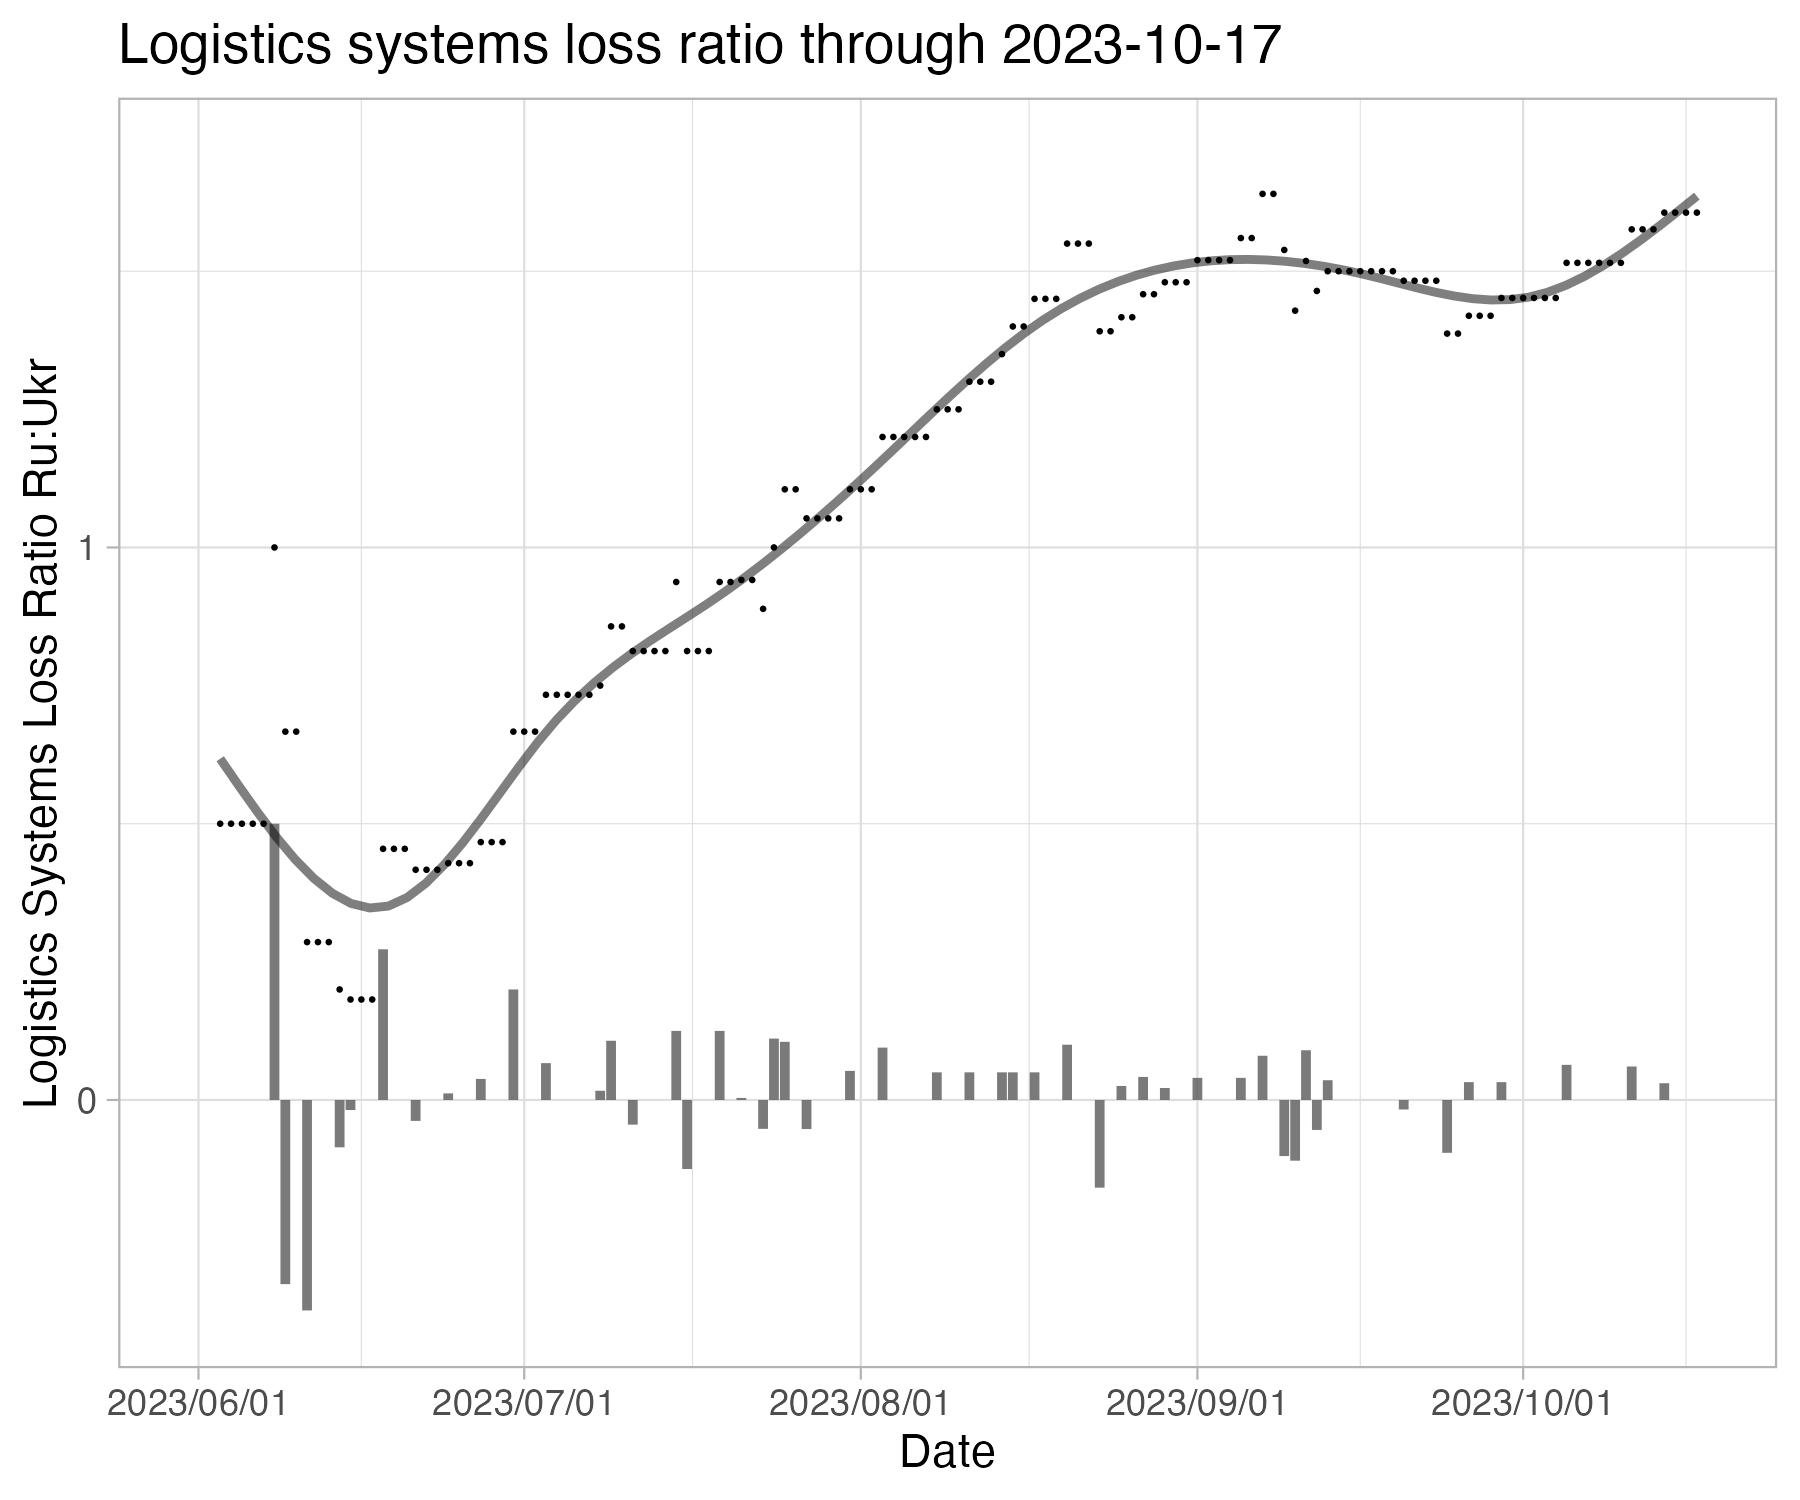 Logistics systems loss ratio through 2023-10-17
Logistics Systems Loss Ratio Ru:Ukr
1
0
2023/06/01 2023/07/01 2023/08/01 2023/09/01 2023/10/01
Date